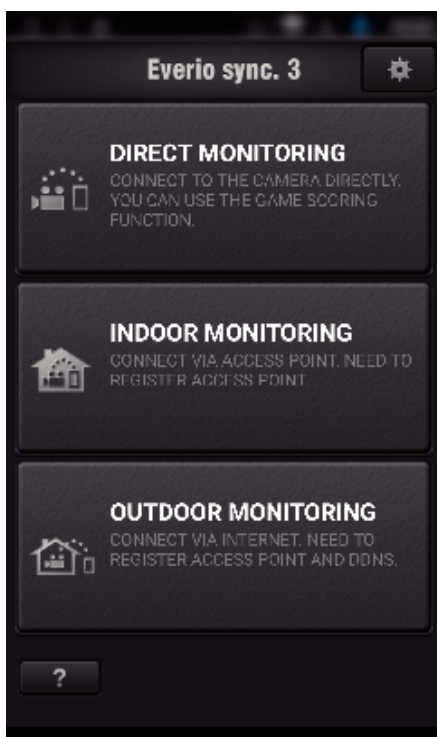 Everio sync. 3
DIRECT MONITORING
CONNECT TO THE CAMERA DIRECTLY.
YOU CAN USE THE GAME SCORING
FUNCTION.
INDOOR MONITORING
CONNECT VIA ACCESS POINT. NEED TO
REGISTER ACCESS POINT.
OUTDOOR MONITORING
CONNECT VIA INTERNET. NEED TO
REGISTER ACCESS POINT AND DDNS.
?